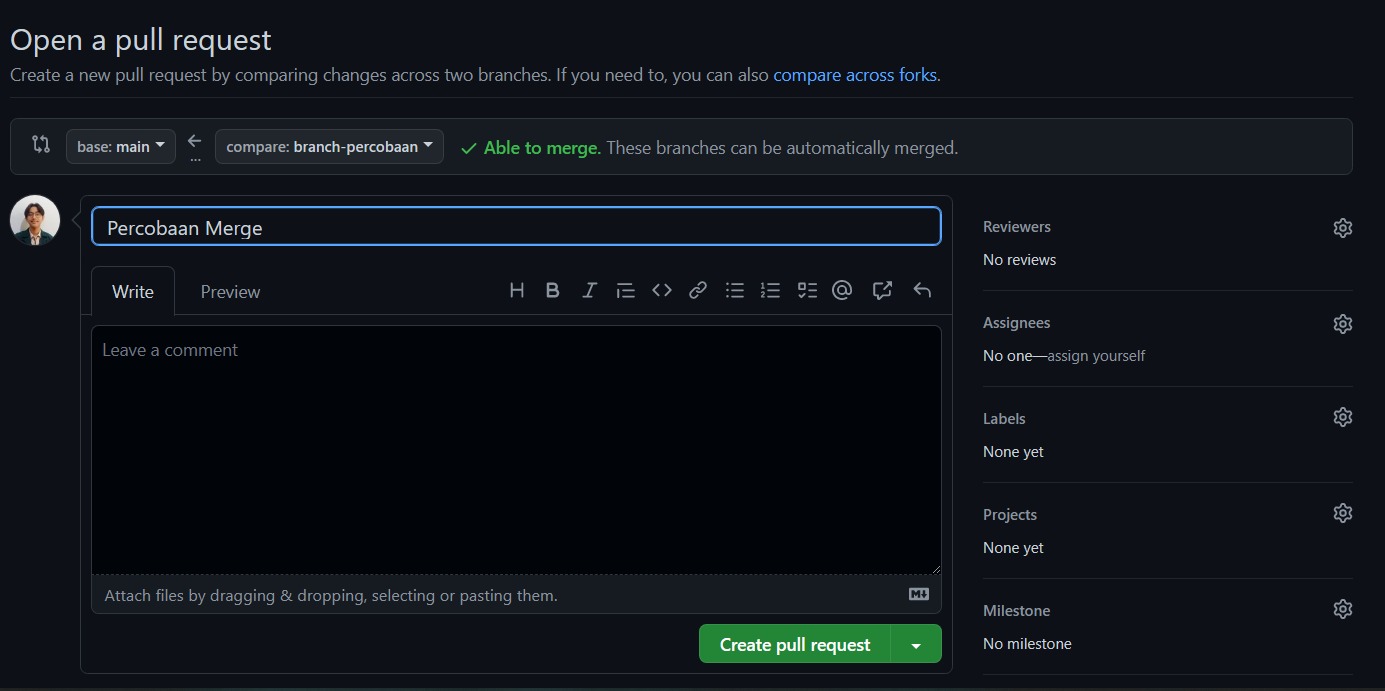 Open a pull request
Create a new pull request by comparing changes across two branches. If you need to, you can also compare across forks.
base: main
...
compare: branch-percobaan
Able to merge. These branches can be automatically merged.
Percobaan Merge
Write
Preview
Leave a comment
Attach files by dragging & dropping, selecting or pasting them.
Create pull request
Reviewers
No reviews
Assignees
No one—assign yourself
Labels
None yet
Projects
None yet
Milestone
No milestone